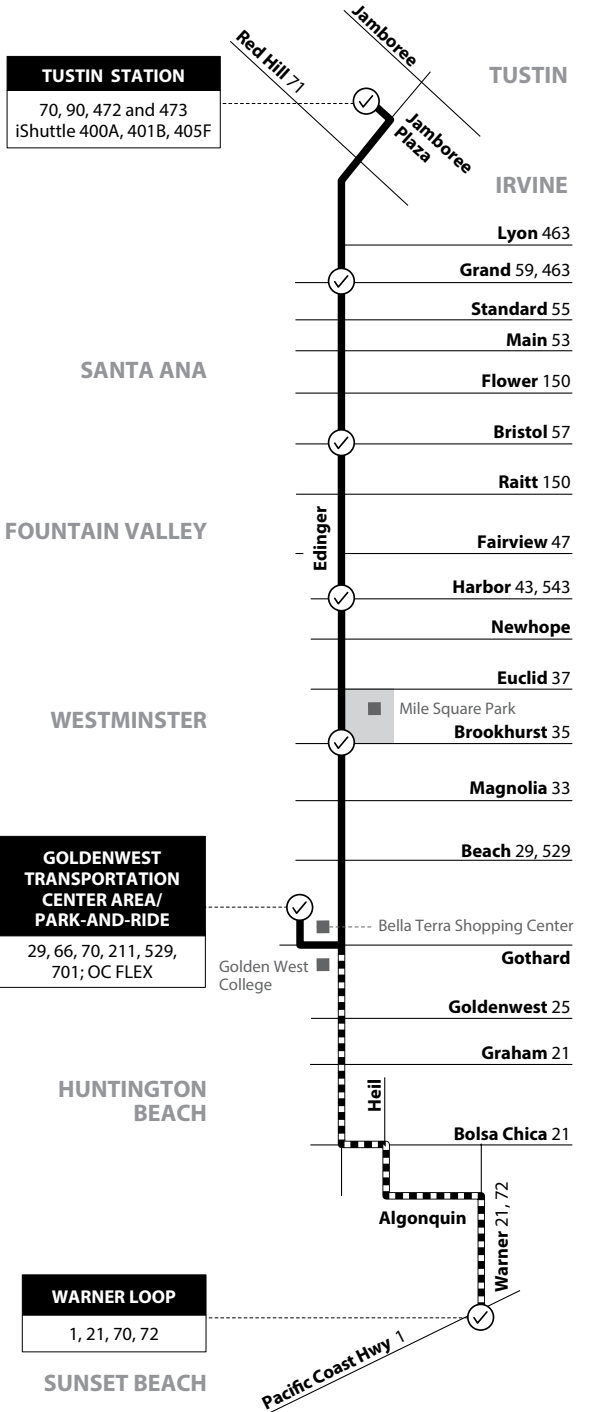 Jamboree
Red Hill 71
TUSTIN
TUSTIN STATION
70, 90, 472 and 473
iShuttle 400A, 401B, 405F
Jamboree
Plaza
IRVINE
Lyon 463
Grand 59, 463
Standard 55
Main 53
SANTA ANA
Flower 150
Bristol 57
Raitt 150
FOUNTAIN VALLEY
Edinger
Fairview 47
Harbor 43, 543
Newhope
Euclid 37
Mile Square Park
WESTMINSTER
Brookhurst 35
Magnolia 33
Beach 29, 529
GOLDENWEST
TRANSPORTATION
CENTER AREA/
PARK-AND-RIDE
29, 66, 70, 211, 529,
701; OC FLEX
Bella Terra Shopping Center
Gothard
Golden West
College
Goldenwest 25
Graham 21
HUNTINGTON
BEACH
Heil
Bolsa Chica 21
Algonquin
Warner 21, 72
WARNER LOOP
1, 21, 70, 72
Pacific Coast Hwy 1
SUNSET BEACH